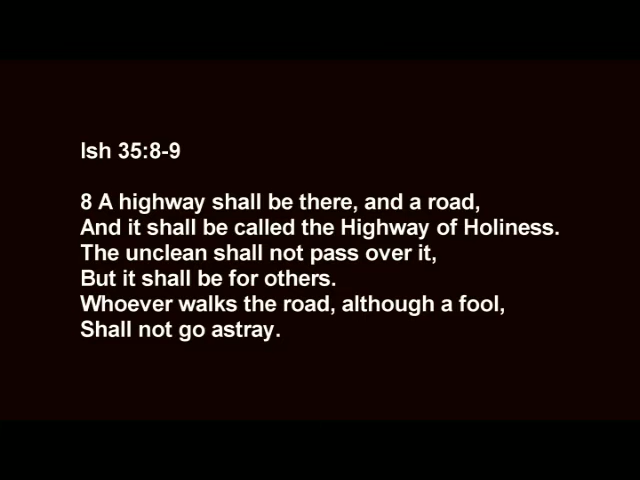 Ish 35:8-9
8 A highway shall be there, and a road,
And it shall be called the Highway of Holiness.
The unclean shall not pass over it,
But it shall be for others.
Whoever walks the road, although a fool,
Shall not go astray.